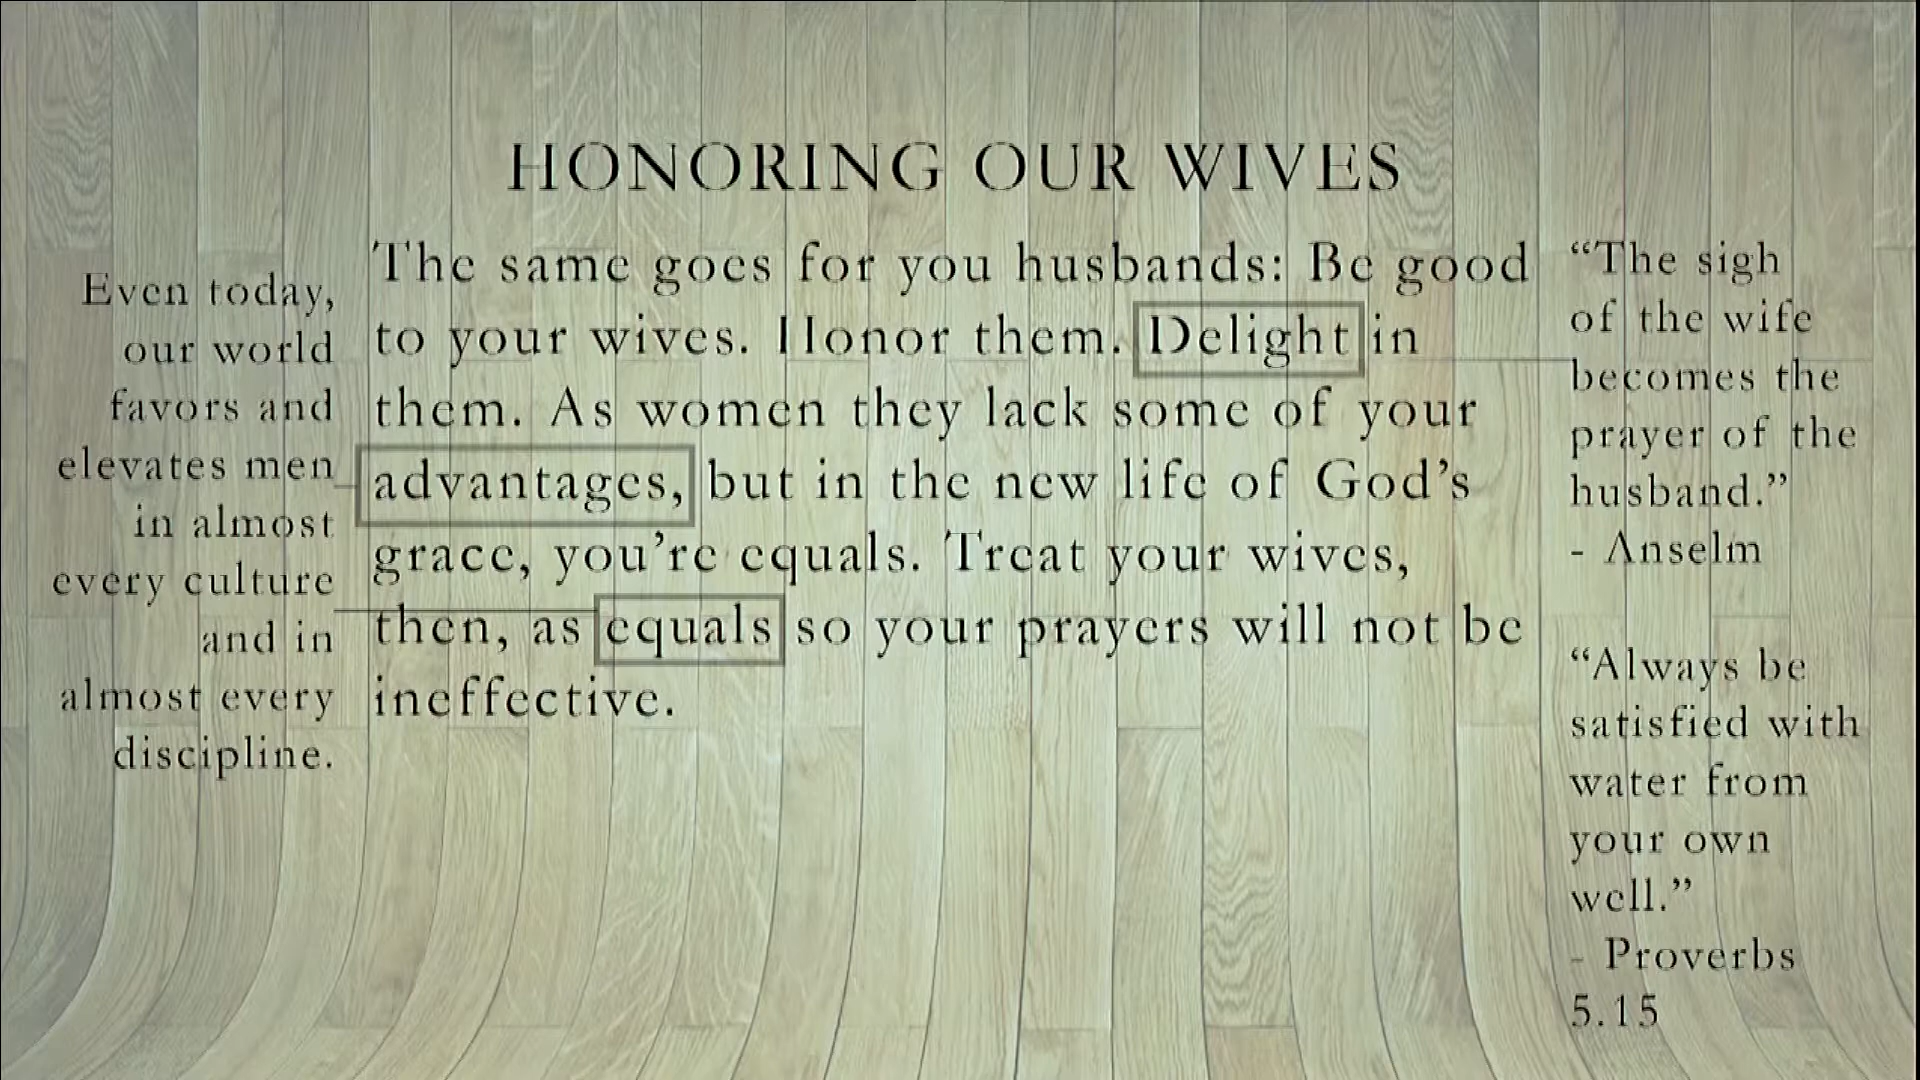 HONORING OUR WIVES
Even today,
our world
favors and
elevates men
in almost
every culture
and in
almost every
discipline.
The same goes for you husbands: Be good
to your wives. Honor them. Delight in
them. As women they lack some of your
advantages, but in the new life of God's
grace, you're equals. Treat your wives,
then, as equals so your prayers will not be
ineffective.
“The sigh
of the wife
becomes the
prayer of the
husband.”
- Anselm
“Always be
satisfied with
water from
your own
well.”
- Proverbs
5.15